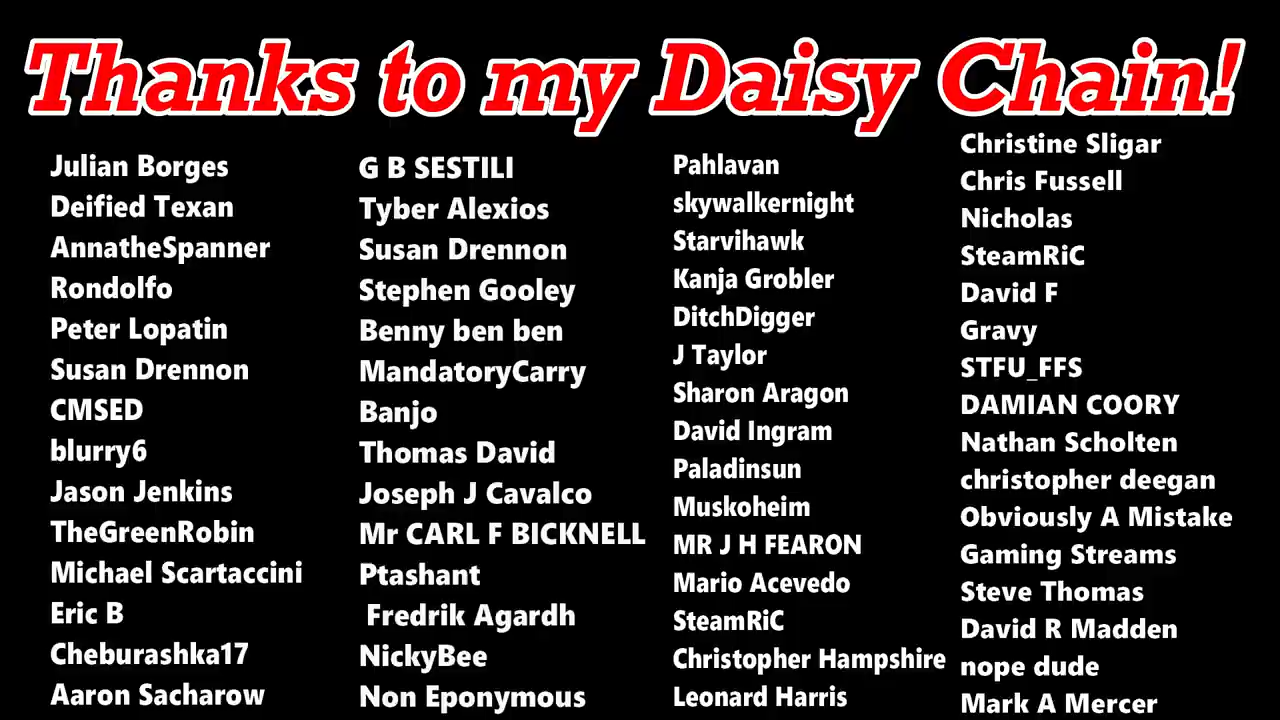 Thanks to my Daisy Chain!
Julian Borges
Deified Texan
AnnatheSpanner
Rondolfo
Peter Lopatin
Susan Drennon
CMSED
blurry6
Jason Jenkins
TheGreenRobin
Michael Scartaccini
Eric B
Cheburashka17
Aaron Sacharow
G B SESTILI
Tyber Alexios
Susan Drennon
Stephen Gooley
Benny ben ben
MandatoryCarry
Banjo
Thomas David
Joseph J Cavalco
Mr CARL F BICKNELL
Ptashant
Fredrik Agardh
NickyBee
Non Eponymous
Pahlavan
skywalkernight
Starvihawk
Kanja Grobler
DitchDigger
J Taylor
Sharon Aragon
David Ingram
Paladinsun
Muskoheim
MR J H FEARON
Mario Acevedo
SteamRiC
Christopher Hampshire
Leonard Harris
Christine Sligar
Chris Fussell
Nicholas
SteamRiC
David F
Gravy
STFU_FFS
DAMIAN COORY
Nathan Scholten
christopher deegan
Obviously A Mistake
Gaming Streams
Steve Thomas
David R Madden
nope dude
Mark A Mercer